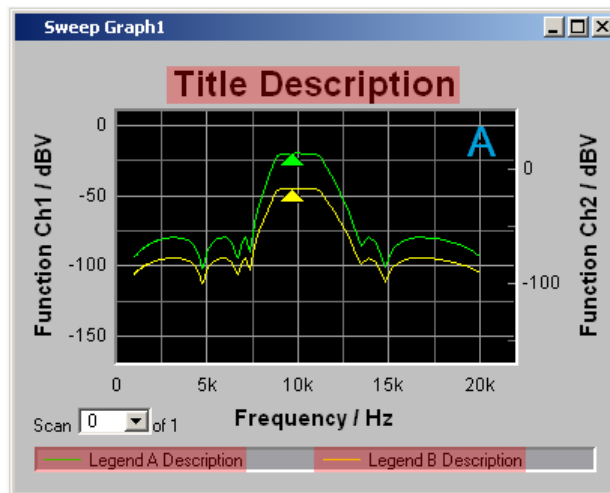 Sweep Graph1
Title Description
A
Function Ch1 / dBV
0
-50
-100
-150
0
-100
Function Ch2 / dBV
0 5k 10k 15k 20k
Scan 0 of 1
Frequency / Hz
Legend A Description Legend B Description